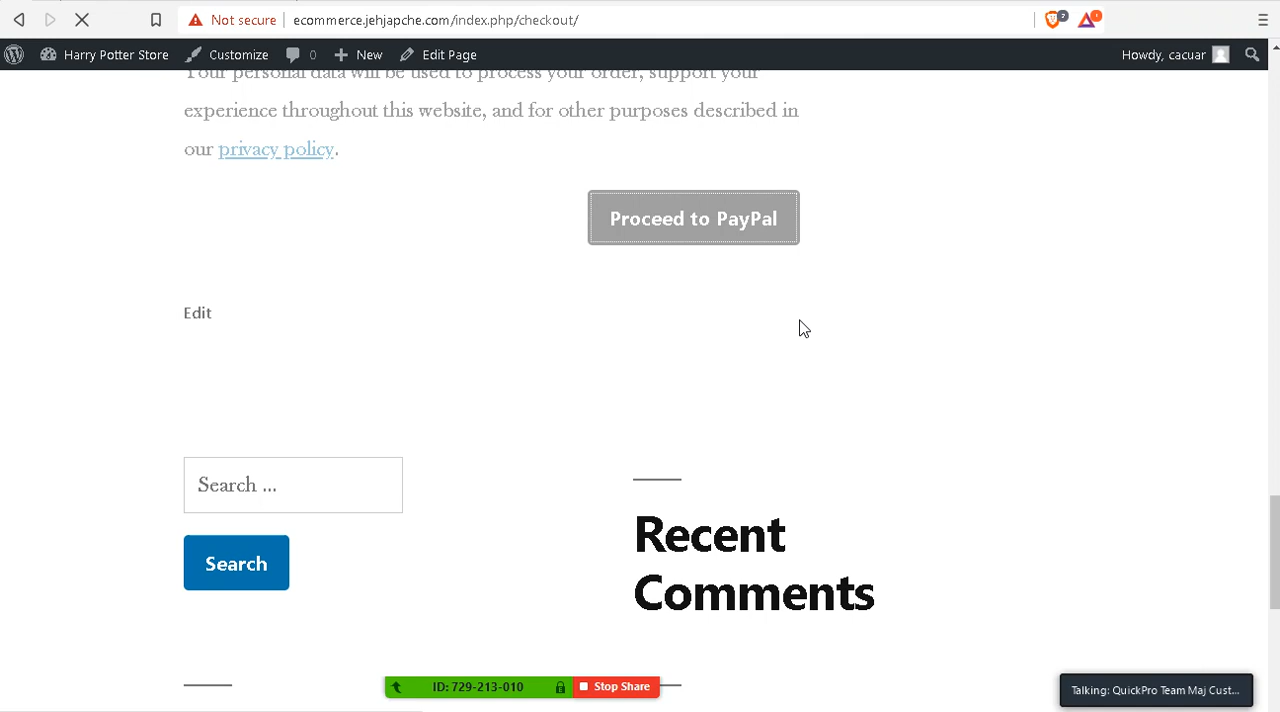 Not secure ecommerce.jehjapche.com/index.php/checkout/ 2 1
Harry Potter Store Customize 0 New Edit Page Howdy, cacuar
Your personal data will be used to process your order, support your
experience throughout this website, and for other purposes described in
our privacy policy.
Proceed to PayPal
Edit
Search ...
Search
Recent
Comments
ID: 729-213-010 Stop Share
Talking: QuickPro Team Maj Cust...